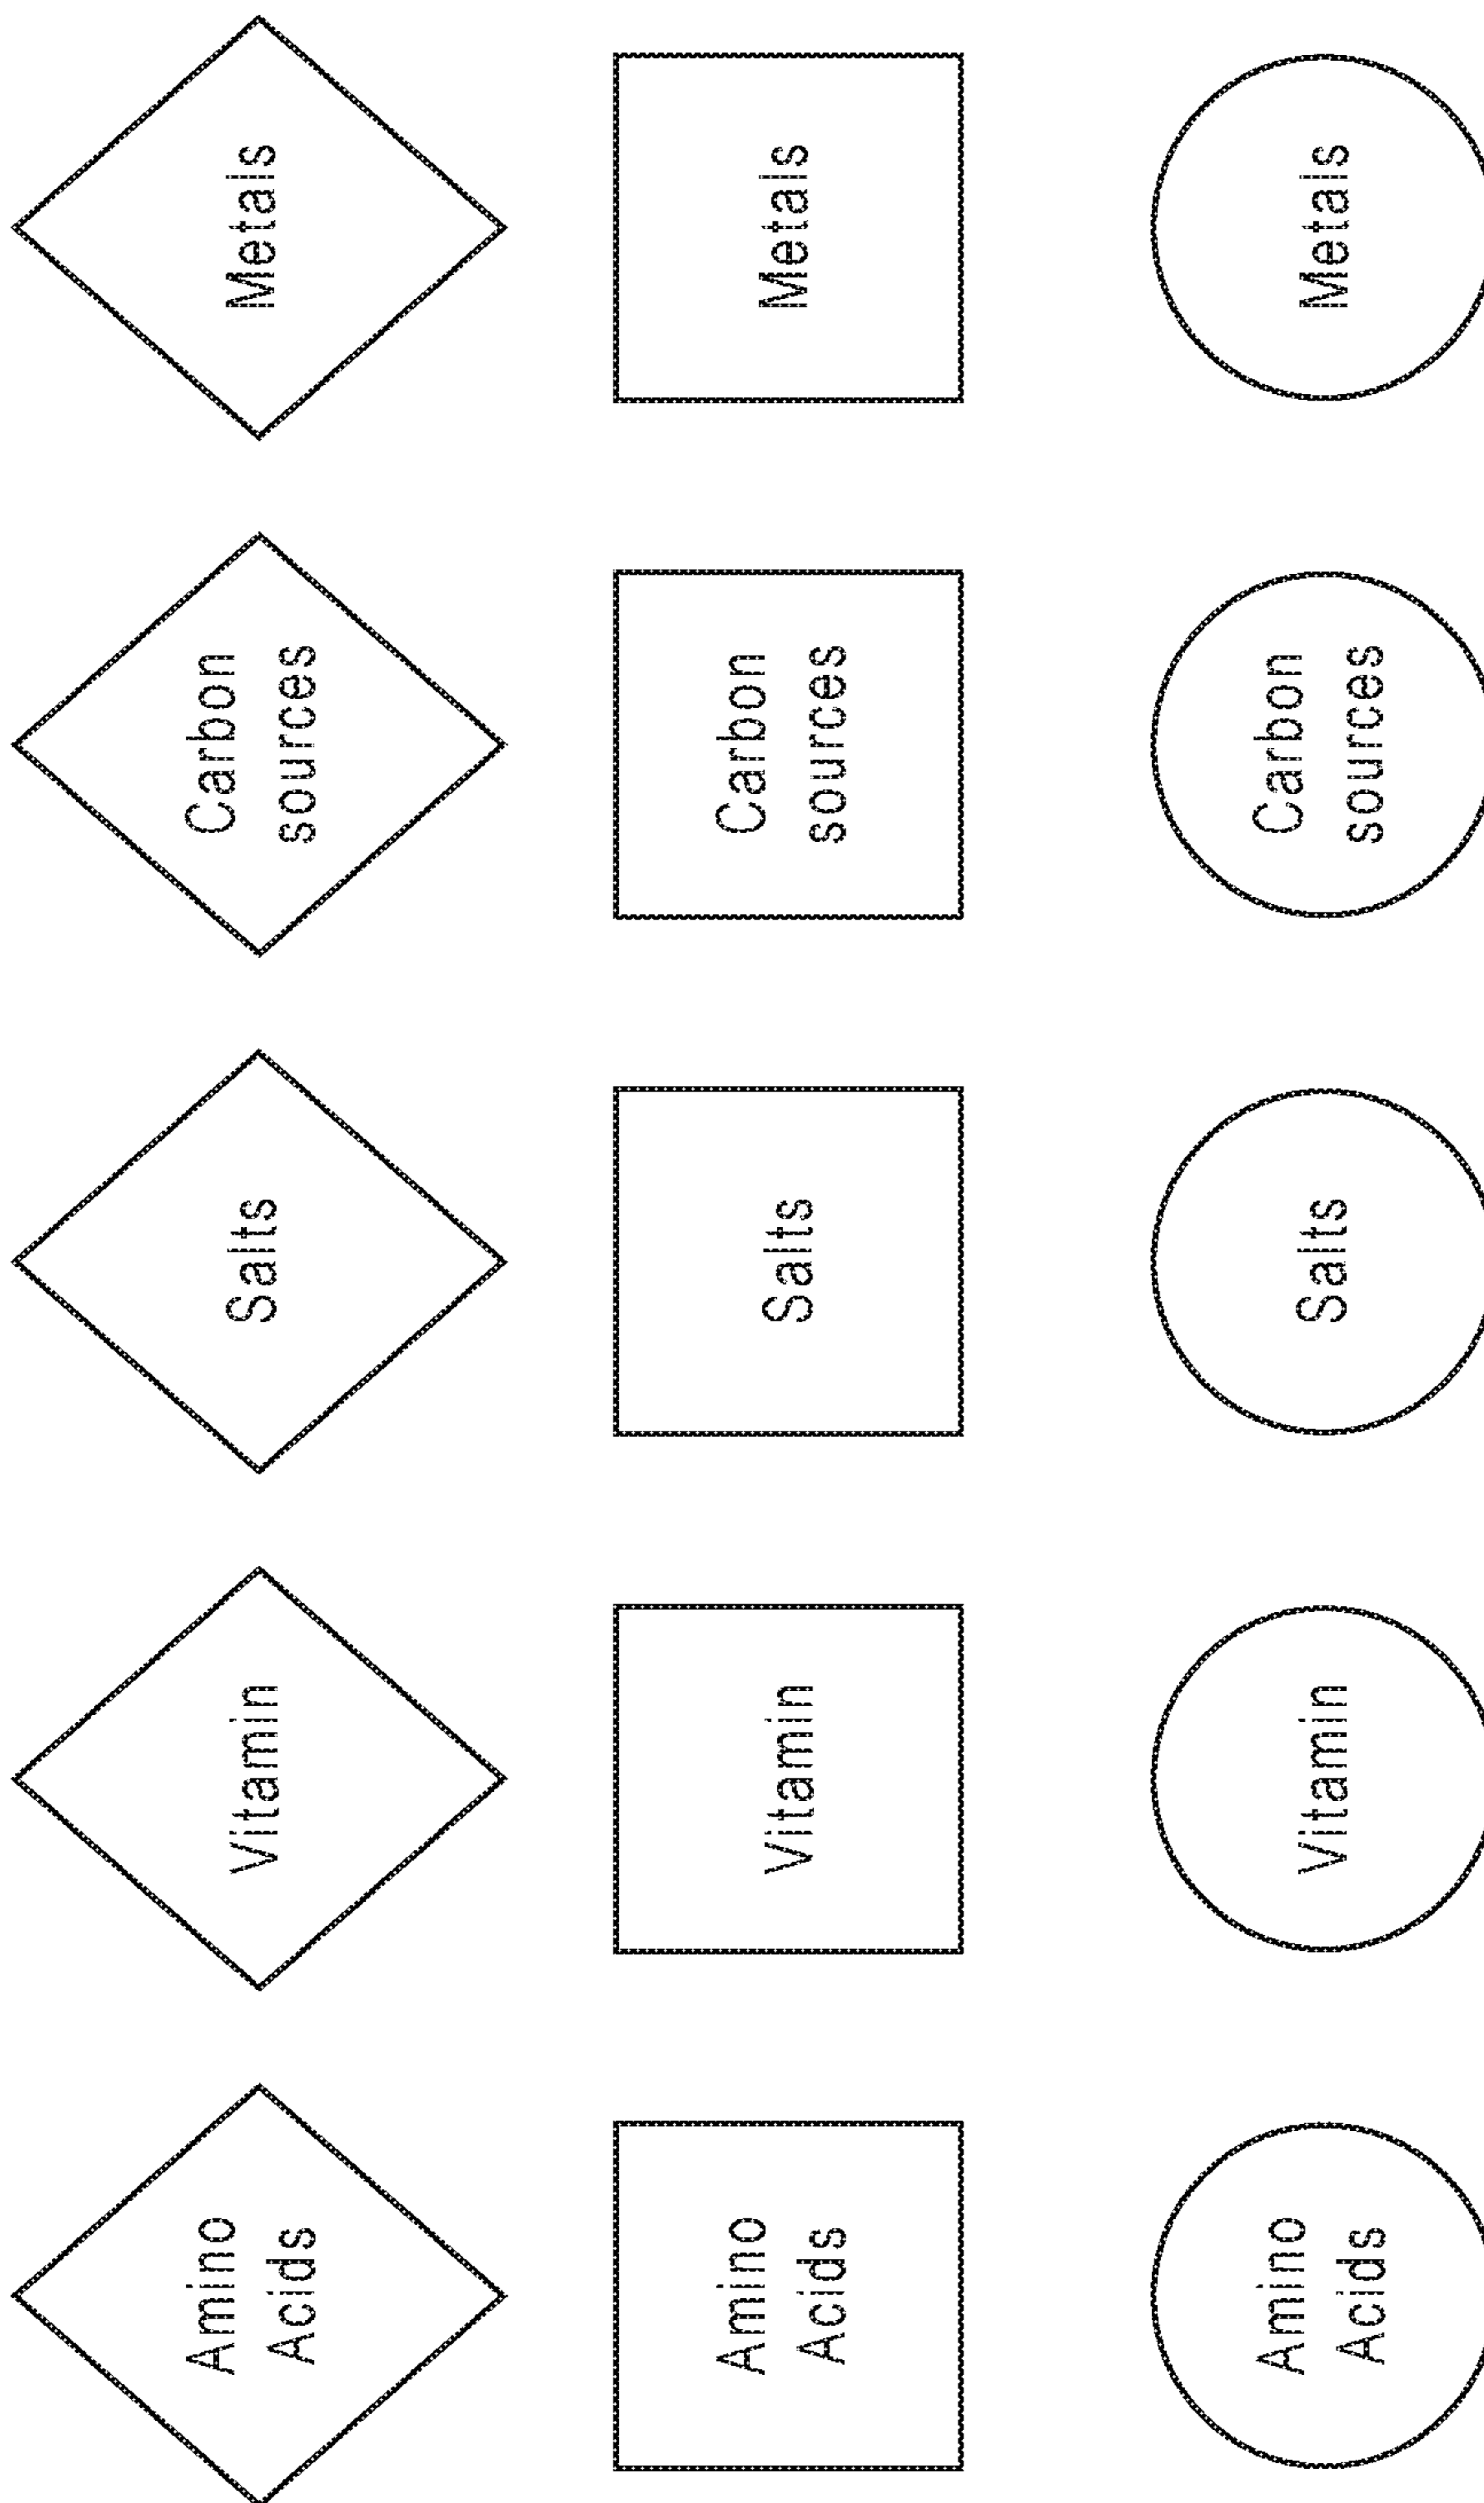 Amino
Acids
Vitamin
Salts
Carbon
sources
Metals
Amino
Acids
Vitamin
Salts
Carbon
sources
Metals
Amino
Acids
Vitamin
Salts
Carbon
sources
Metals